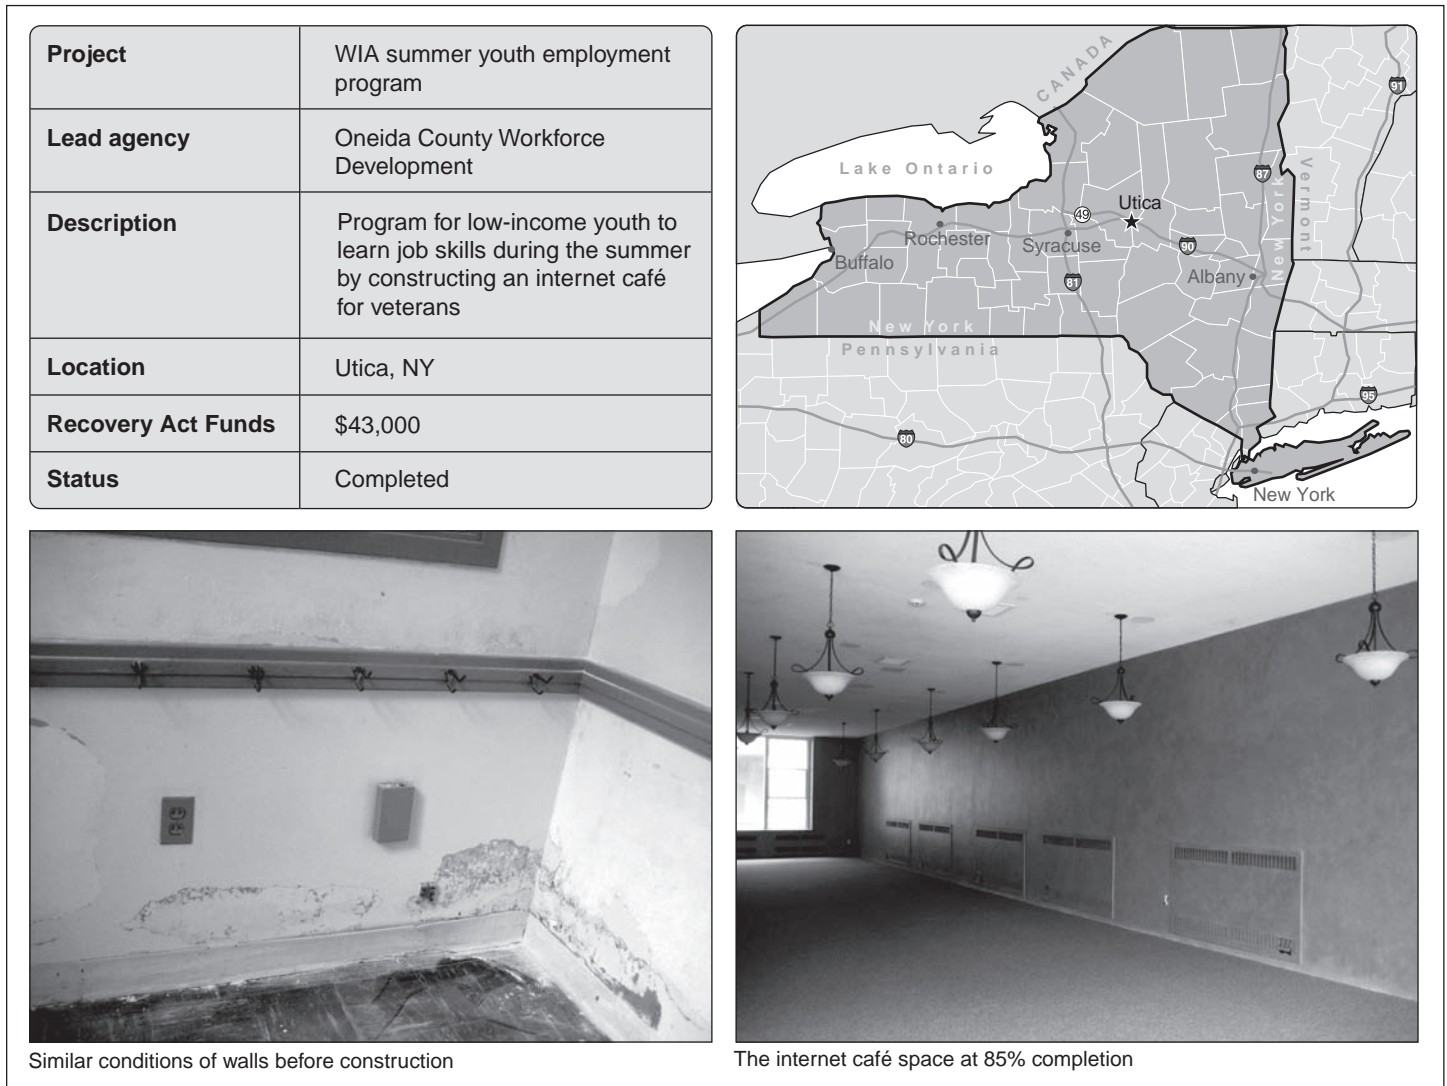 Project
WIA summer youth employment
program
Lead agency
Oneida County Workforce
Development
Description
Program for low-income youth to
learn job skills during the summer
by constructing an internet café
for veterans
Location
Utica, NY
Recovery Act Funds
$43,000
Status
Completed
CANADA
91
Lake Ontario
87
Vermont
New York
Utica
49
Rochester
Syracuse
90
Buffalo
Albany
81
New York
Pennsylvania
95
80
New York
Similar conditions of walls before construction
The internet café space at 85% completion